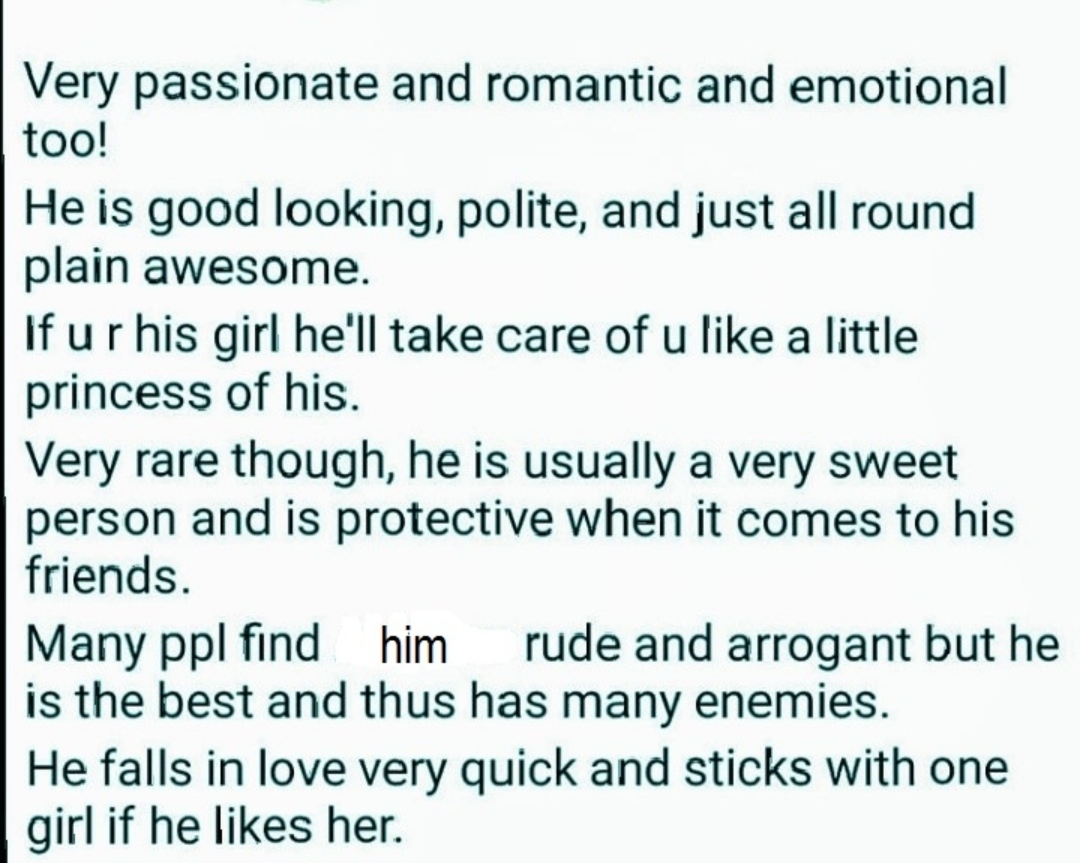 Very passionate and romantic and emotional
too!
He is good looking, polite, and just all round
plain awesome.
If u r his girl he'll take care of u like a little
princess of his.
Very rare though, he is usually a very sweet
person and is protective when it comes to his
friends.
Many ppl find him rude and arrogant but he
is the best and thus has many enemies.
He falls in love very quick and sticks with one
girl if he likes her.